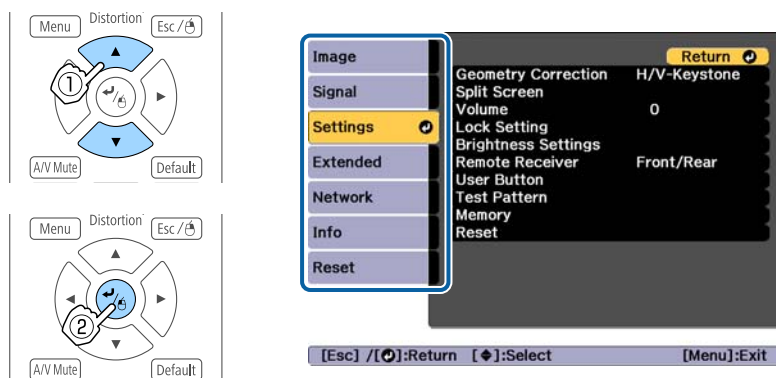 Menu
Distortion
Esc /
1
A/V Mute
Default
Menu
Distortion
Esc /
2
A/V Mute
Default
Image
Signal
Settings
Extended
Network
Info
Reset
Return
Geometry Correction H/V-Keystone
Split Screen
Volume 0
Lock Setting
Brightness Settings
Remote Receiver Front/Rear
User Button
Test Pattern
Memory
Reset
[Esc] /[ ]:Return [ ]:Select [Menu]:Exit